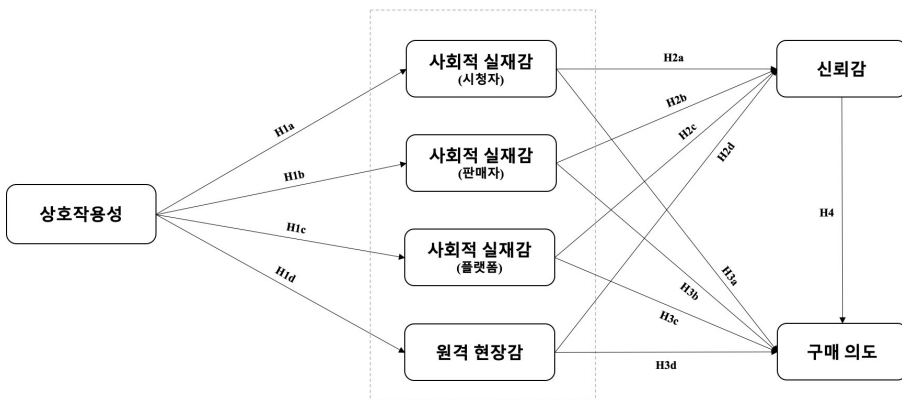 사회적 실재감
(시청자)
H2a
신뢰감
H1a
H2b
H2c
사회적 실재감
(판매자)
H1b
H2d
상호작용성
H4
H1c
사회적 실재감
(플랫폼)
H1d
H3a
H3b
H3c
원격 현장감
H3d
구매 의도